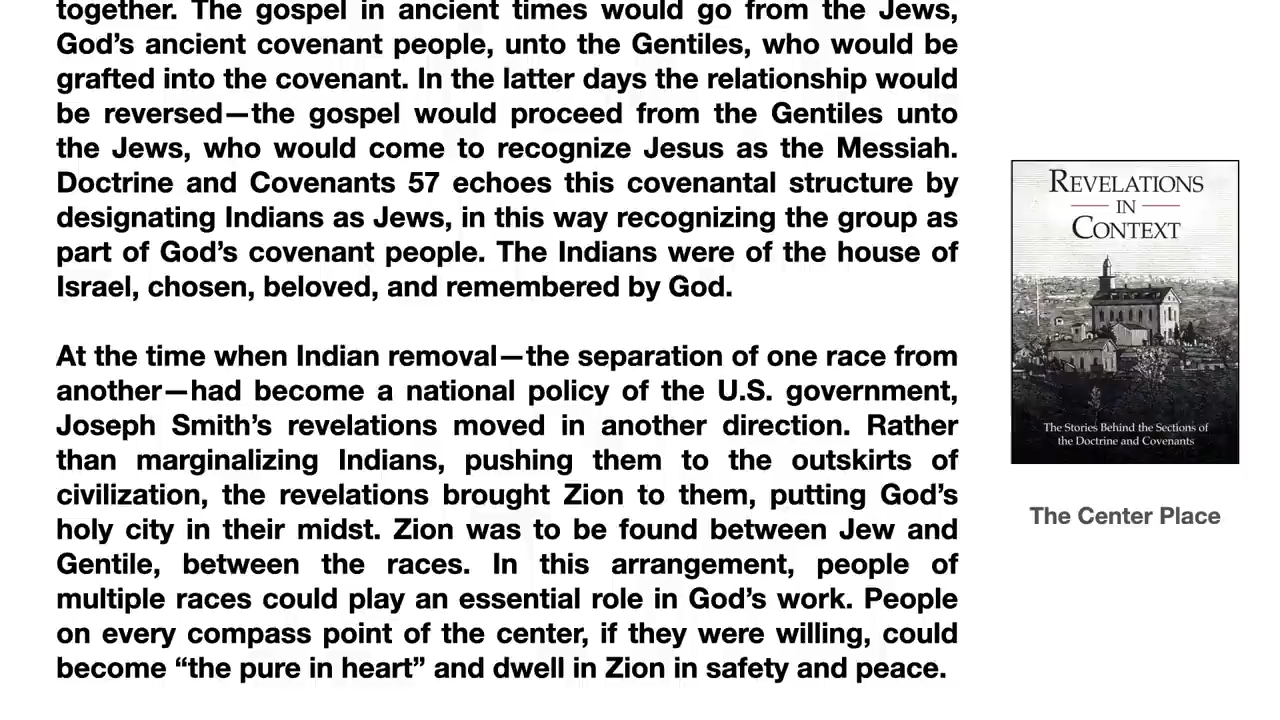 together. The gospel in ancient times would go from the Jews,
God’s ancient covenant people, unto the Gentiles, who would be
grafted into the covenant. In the latter days the relationship would
be reversed—the gospel would proceed from the Gentiles unto
the Jews, who would come to recognize Jesus as the Messiah.
Doctrine and Covenants 57 echoes this covenantal structure by
designating Indians as Jews, in this way recognizing the group as
part of God’s covenant people. The Indians were of the house of
Israel, chosen, beloved, and remembered by God.
At the time when Indian removal—the separation of one race from
another—had become a national policy of the U.S. government,
Joseph Smith’s revelations moved in another direction. Rather
than marginalizing Indians, pushing them to the outskirts of
civilization, the revelations brought Zion to them, putting God’s
holy city in their midst. Zion was to be found between Jew and
Gentile, between the races. In this arrangement, people of
multiple races could play an essential role in God’s work. People
on every compass point of the center, if they were willing, could
become “the pure in heart” and dwell in Zion in safety and peace.
REVELATIONS
IN
CONTEXT
The Stories Behind the Sections of
the Doctrine and Covenants
The Center Place